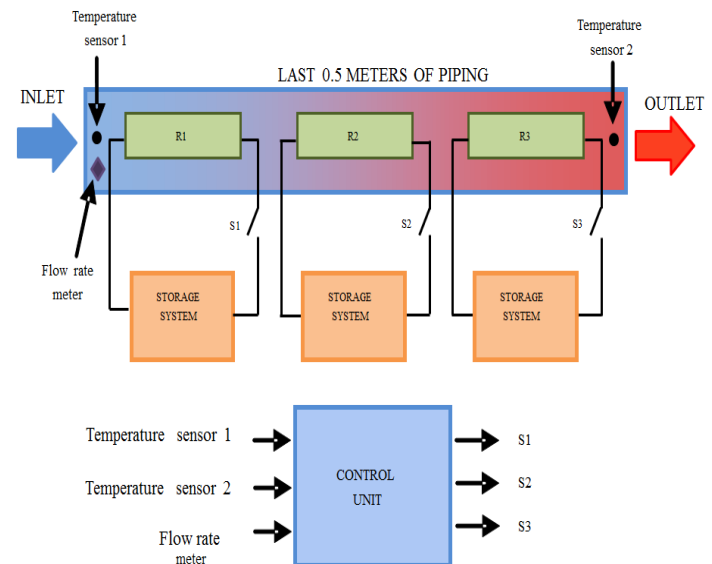 Temperature
sensor 1
Temperature
sensor 2
LAST 0.5 METERS OF PIPING
INLET
OUTLET
R1
R2
R3
S1
S2
S3
Flow rate
meter
STORAGE
SYSTEM
STORAGE
SYSTEM
STORAGE
SYSTEM
Temperature sensor 1
Temperature sensor 2
Flow rate
meter
CONTROL
UNIT
S1
S2
S3